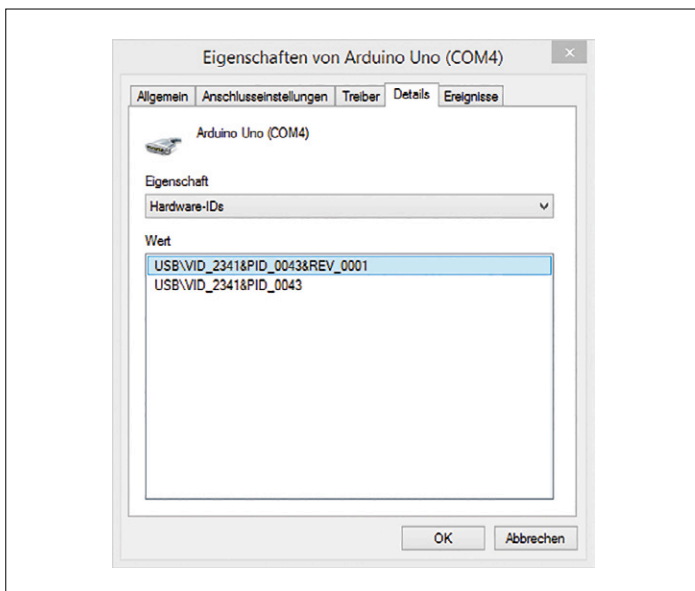 Eigenschaften von Arduino Uno (COM4)
Allgemein Anschlusseinstellungen Treiber Details Ereignisse
Arduino Uno (COM4)
Eigenschaft
Hardware-IDs
Wert
USB\VID_2341&PID_0043&REV_0001
USB\VID_2341&PID_0043
OK Abbrechen